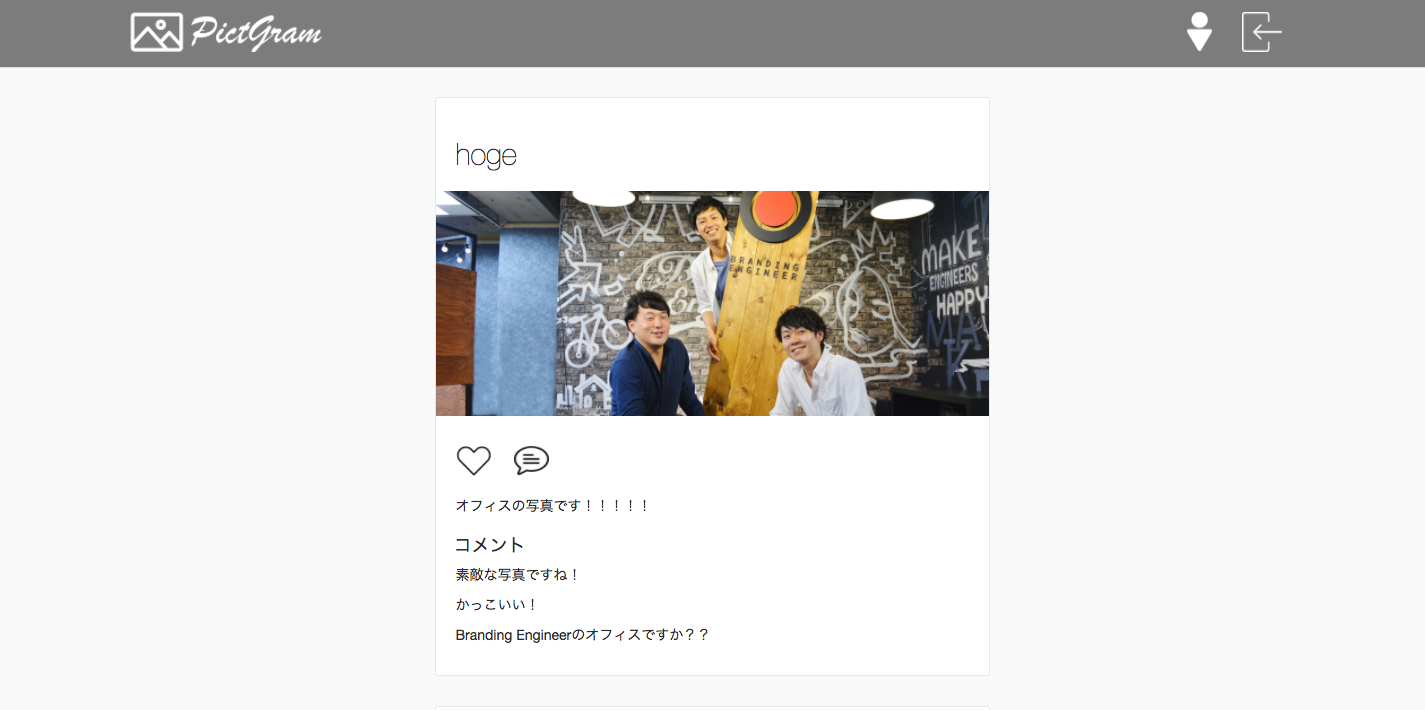 PictGram
hoge
BRANDING
ENGINEER
MAKE
ENGINEERS
HAPPY
オフィスの写真です！！！！！
コメント
素敵な写真ですね！
かっこいい！
Branding Engineerのオフィスですか？？